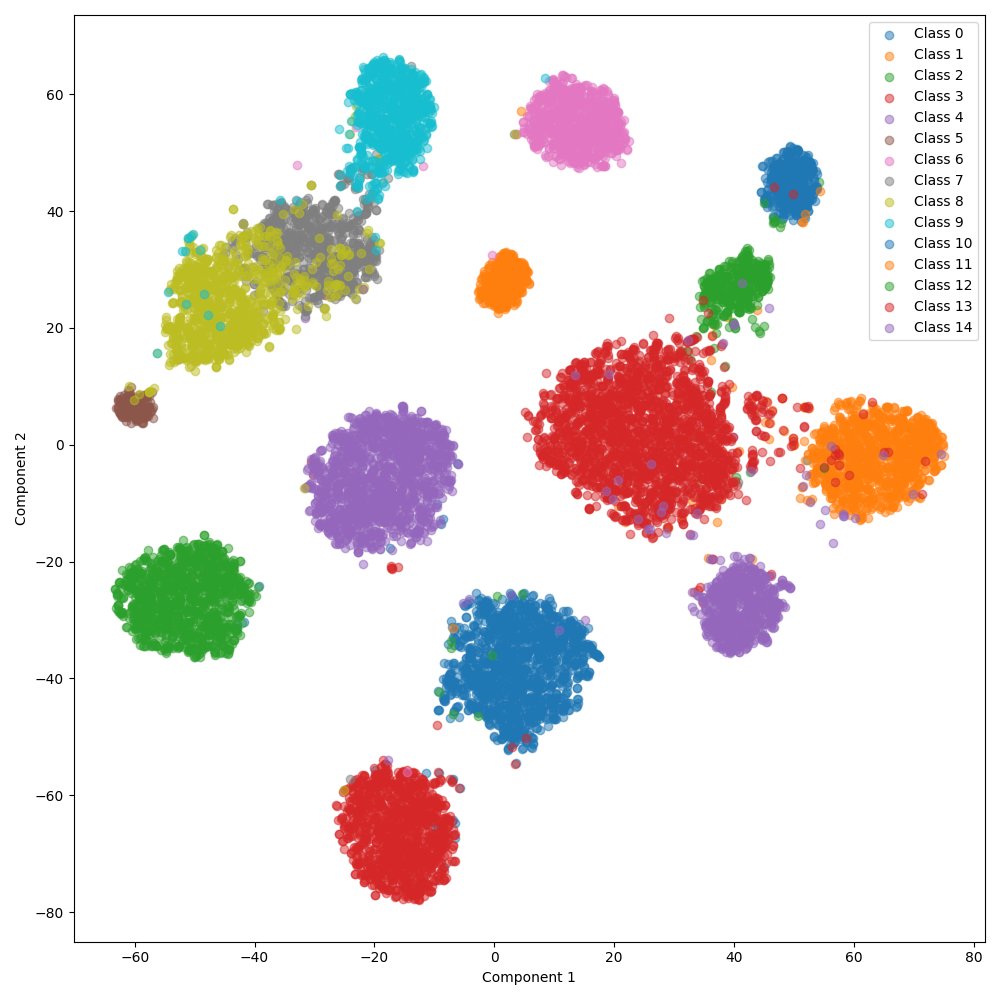 Class 0
Class 1
Class 2
Class 3
Class 4
Class 5
Class 6
Class 7
Class 8
Class 9
Class 10
Class 11
Class 12
Class 13
Class 14
60
40
20
0
−20
−40
−60
−80
Component 2
−60 −40 −20 0 20 40 60 80
Component 1